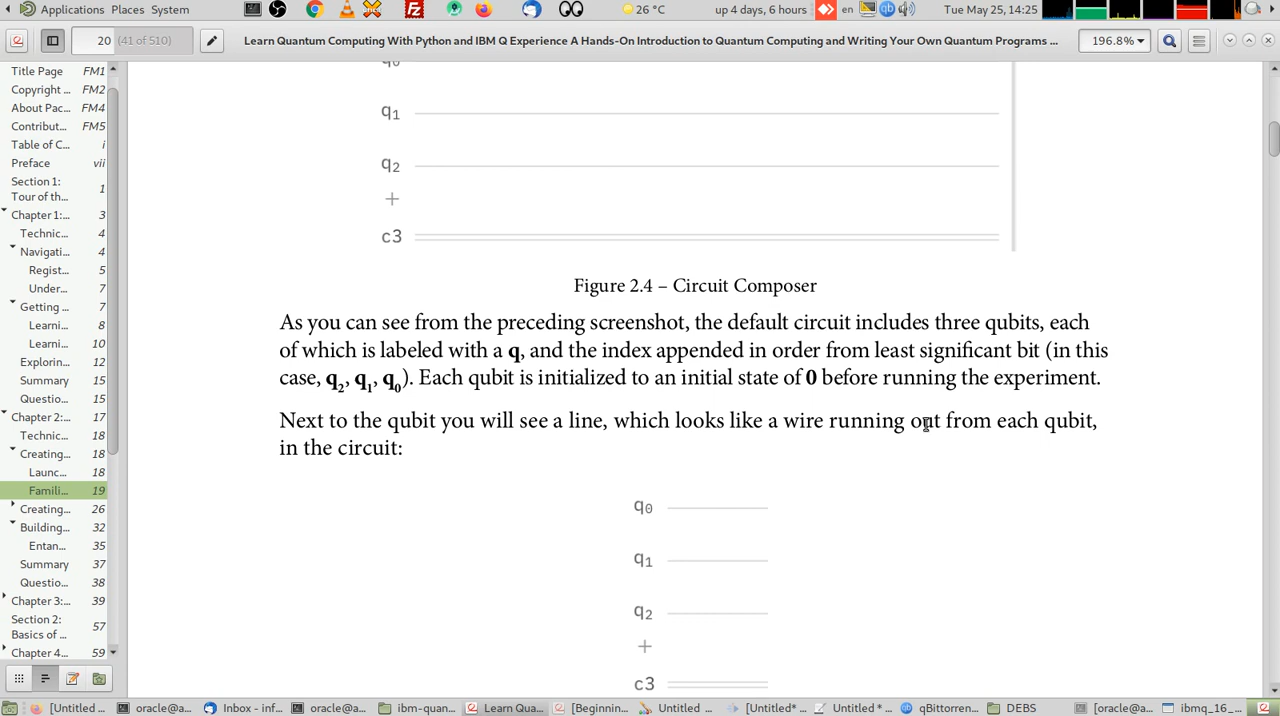 Applications Places System
26 °C
up 4 days, 6 hours
en
Tue May 25, 14:25
20 (41 of 510)
Learn Quantum Computing With Python and IBM Q Experience A Hands-On Introduction to Quantum Computing and Writing Your Own Quantum Programs ...
196.8%
Title Page FM1
Copyright ... FM2
About Pac... FM4
Contribut... FM5
Table of C... i
Preface vii
Section 1: Tour of th... 1
Chapter 1:... 3
Technic... 4
Navigati... 4
Regist... 5
Under... 7
Getting ... 7
Learni... 8
Learni... 10
Explorin... 12
Summary 15
Questio... 15
Chapter 2:... 17
Technic... 18
Creating... 18
Launc... 18
Famili... 19
Creating... 26
Building... 32
Entan... 35
Summary 37
Questio... 38
Chapter 3:... 39
Section 2: Basics of ... 57
Chapter 4... 59
q0
q1
q2
+
c3
Figure 2.4 – Circuit Composer
As you can see from the preceding screenshot, the default circuit includes three qubits, each
of which is labeled with a q, and the index appended in order from least significant bit (in this
case, q2, q1, q0). Each qubit is initialized to an initial state of 0 before running the experiment.
Next to the qubit you will see a line, which looks like a wire running out from each qubit,
in the circuit:
q0
q1
q2
+
c3
[Untitled ...
oracle@a...
Inbox - inf...
oracle@a...
ibm-quan...
Learn Qua...
[Beginnin...
Untitled ...
[Untitled* ...
Untitled * ...
qBittorren...
DEBS
[oracle@a...
ibmq_16_...